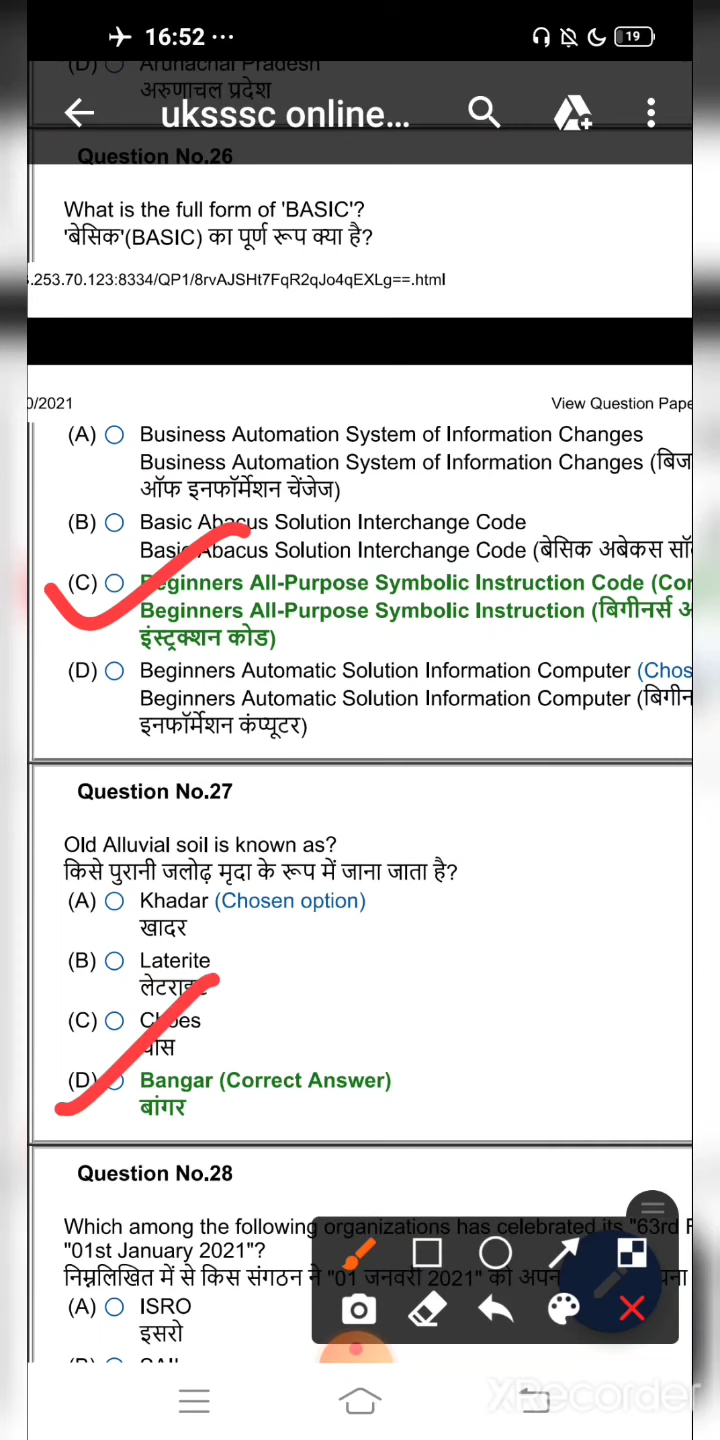 16:52 ...
19
(D) Arunachal Pradesh
अरुणाचल प्रदेश
uksssc online...
Question No.26
What is the full form of 'BASIC'?
'बेसिक'(BASIC) का पूर्ण रूप क्या है?
.253.70.123:8334/QP1/8rvAJSHt7FqR2qJo4qEXLg==.html
0/2021
View Question Pape
(A) Business Automation System of Information Changes
Business Automation System of Information Changes (बिज
ऑफ इनफॉर्मेशन चेंजेज)
(B) Basic Abacus Solution Interchange Code
Basic Abacus Solution Interchange Code (बेसिक अबेकस सॉ
(C) Beginners All-Purpose Symbolic Instruction Code (Cor
Beginners All-Purpose Symbolic Instruction (बिगीनर्स अ
इंस्ट्रक्शन कोड)
(D) Beginners Automatic Solution Information Computer (Chos
Beginners Automatic Solution Information Computer (बिगीन
इनफॉर्मेशन कंप्यूटर)
Question No.27
Old Alluvial soil is known as?
किसे पुरानी जलोढ़ मृदा के रूप में जाना जाता है?
(A) Khadar (Chosen option)
खादर
(B) Laterite
लेटराइट
(C) Choes
चोस
(D) Bangar (Correct Answer)
बांगर
Question No.28
Which among the following organizations has celebrated its "63rd F
"01st January 2021"?
निम्नलिखित में से किस संगठन ने "01 जनवरी 2021" को अपन
(A) ISRO
इसरो
XRecorder